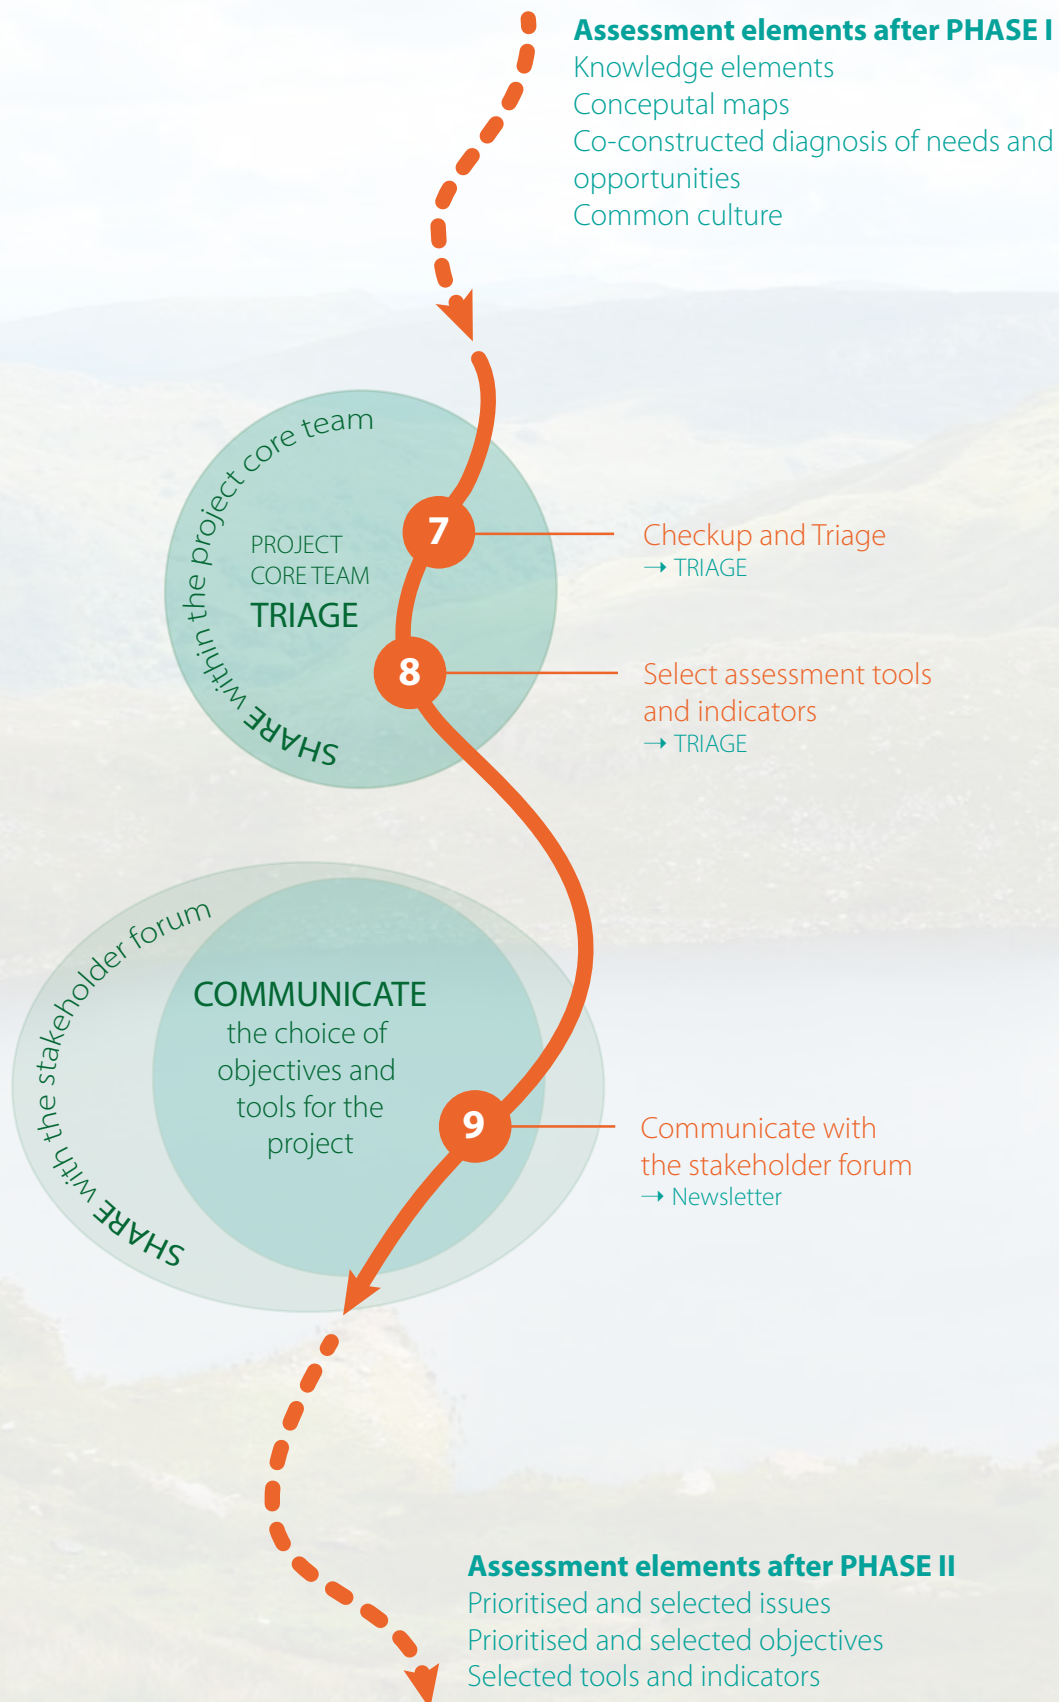 Assessment elements after PHASE I
Knowledge elements
Conceputal maps
Co-constructed diagnosis of needs and
opportunities
Common culture
SHARE within the project core team
PROJECT
CORE TEAM
TRIAGE
7
Checkup and Triage
→ TRIAGE
8
Select assessment tools
and indicators
→ TRIAGE
SHARE with the stakeholder forum
COMMUNICATE
the choice of
objectives and
tools for the
project
9
Communicate with
the stakeholder forum
→ Newsletter
Assessment elements after PHASE II
Prioritised and selected issues
Prioritised and selected objectives
Selected tools and indicators